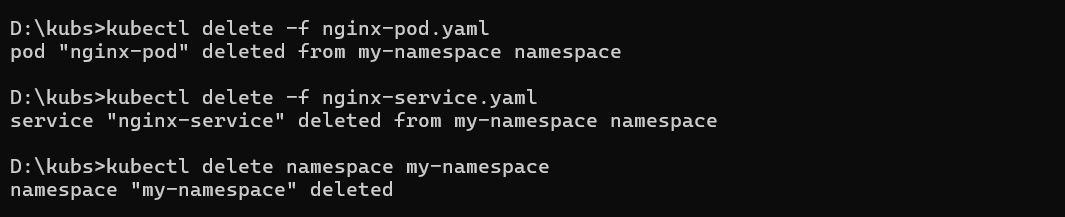 D:\kubs>kubectl delete -f nginx-pod.yaml
pod "nginx-pod" deleted from my-namespace namespace
D:\kubs>kubectl delete -f nginx-service.yaml
service "nginx-service" deleted from my-namespace namespace
D:\kubs>kubectl delete namespace my-namespace
namespace "my-namespace" deleted